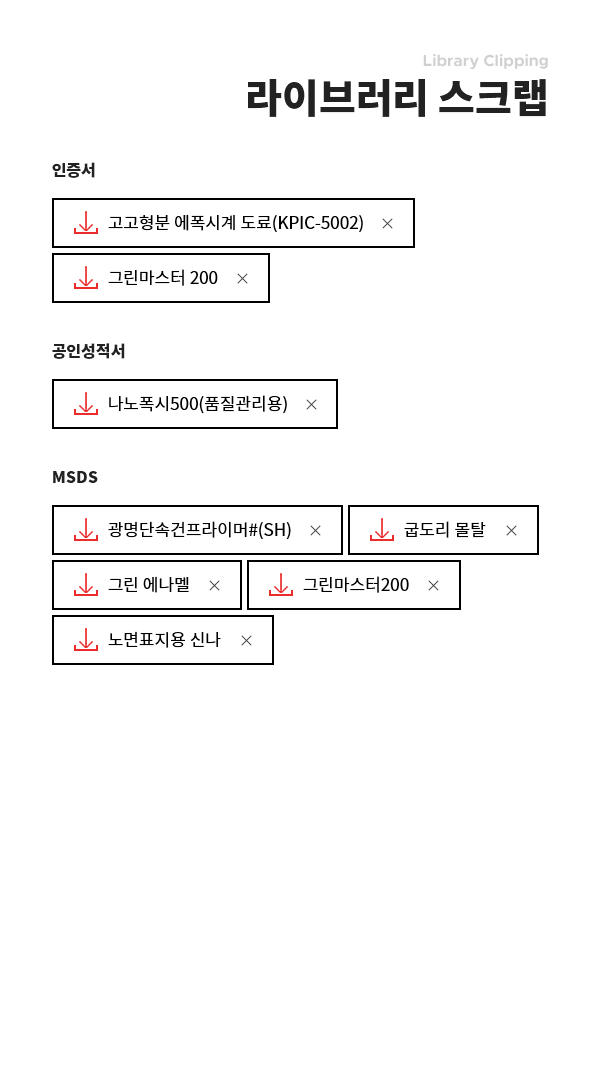 Library Clipping
라이브러리 스크랩
인증서
고고형분 에폭시계 도료(KPIC-5002)
그린마스터 200
공인성적서
나노폭시500(품질관리용)
MSDS
광명단속건프라이머#(SH) 굽도리 몰탈
그린 에나멜 그린마스터200
노면표지용 신나